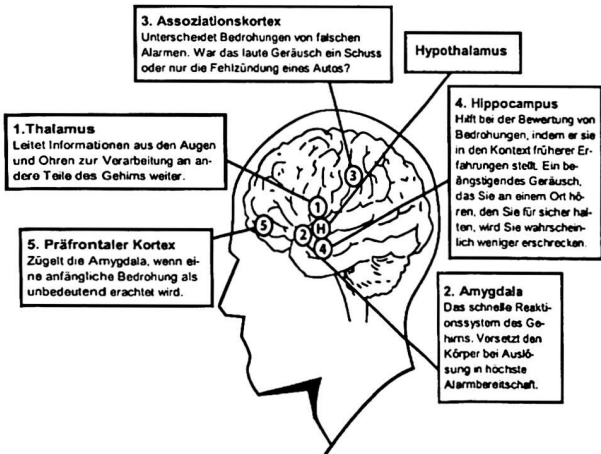 3. Assoziationskortex
Unterscheidet Bedrohungen von falschen
Alarmen. War das laute Geräusch ein Schuss
oder nur die Fehlzündung eines Autos?
Hypothalamus
1.Thalamus
Leitet Informationen aus den Augen
und Ohren zur Verarbeitung an an-
dere Teile des Gehirns weiter.
4. Hippocampus
Hilft bei der Bewertung von
Bedrohungen, indem er sie
in den Kontext früherer Er-
fahrungen stellt. Ein be-
ängstigendes Geräusch,
das Sie an einem Ort hö-
ren, den Sie für sicher hal-
ten, wird Sie wahrschein-
lich weniger erschrecken.
5. Präfrontaler Kortex
Zügelt die Amygdala, wenn ei-
ne anfängliche Bedrohung als
unbedeutend erachtet wird.
2. Amygdala
Das schnelle Reakti-
onssystem des Ge-
hirns. Versetzt den
Körper bei Auslö-
sung in höchste
Alarmbereitschaft.
3
1
5
2
H
4